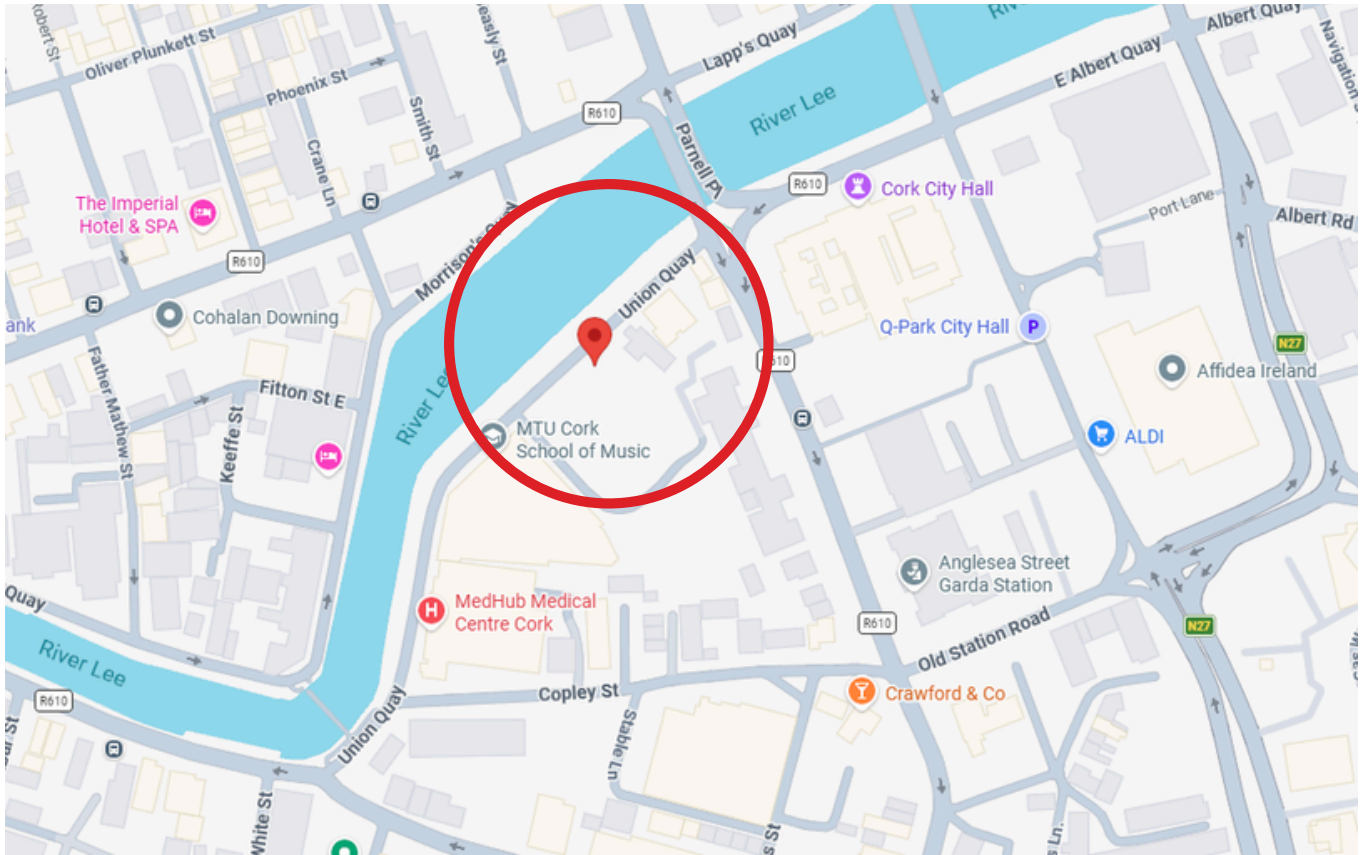 Robert St
Oliver Plunkett St
Phoenix St
Crane Ln
Smith St
Lapp's Quay
R610
Parnell Pl
River Lee
E Albert Quay
Albert Quay
R610
Cork City Hall
Port Lane
Albert Rd
The Imperial
Hotel & SPA
R610
Morrison's Quay
Union Quay
Cohalan Downing
Q-Park City Hall
P
N27
Affidea Ireland
Father Mathew St
Fitton St E
Keeffe St
River Lee
MTU Cork
School of Music
ALDI
Anglesea Street
Garda Station
H
MedHub Medical
Centre Cork
R610
N27
Old Station Road
Quay
River Lee
R610
Copley St
Crawford & Co
Union Quay
Stable Ln
White St